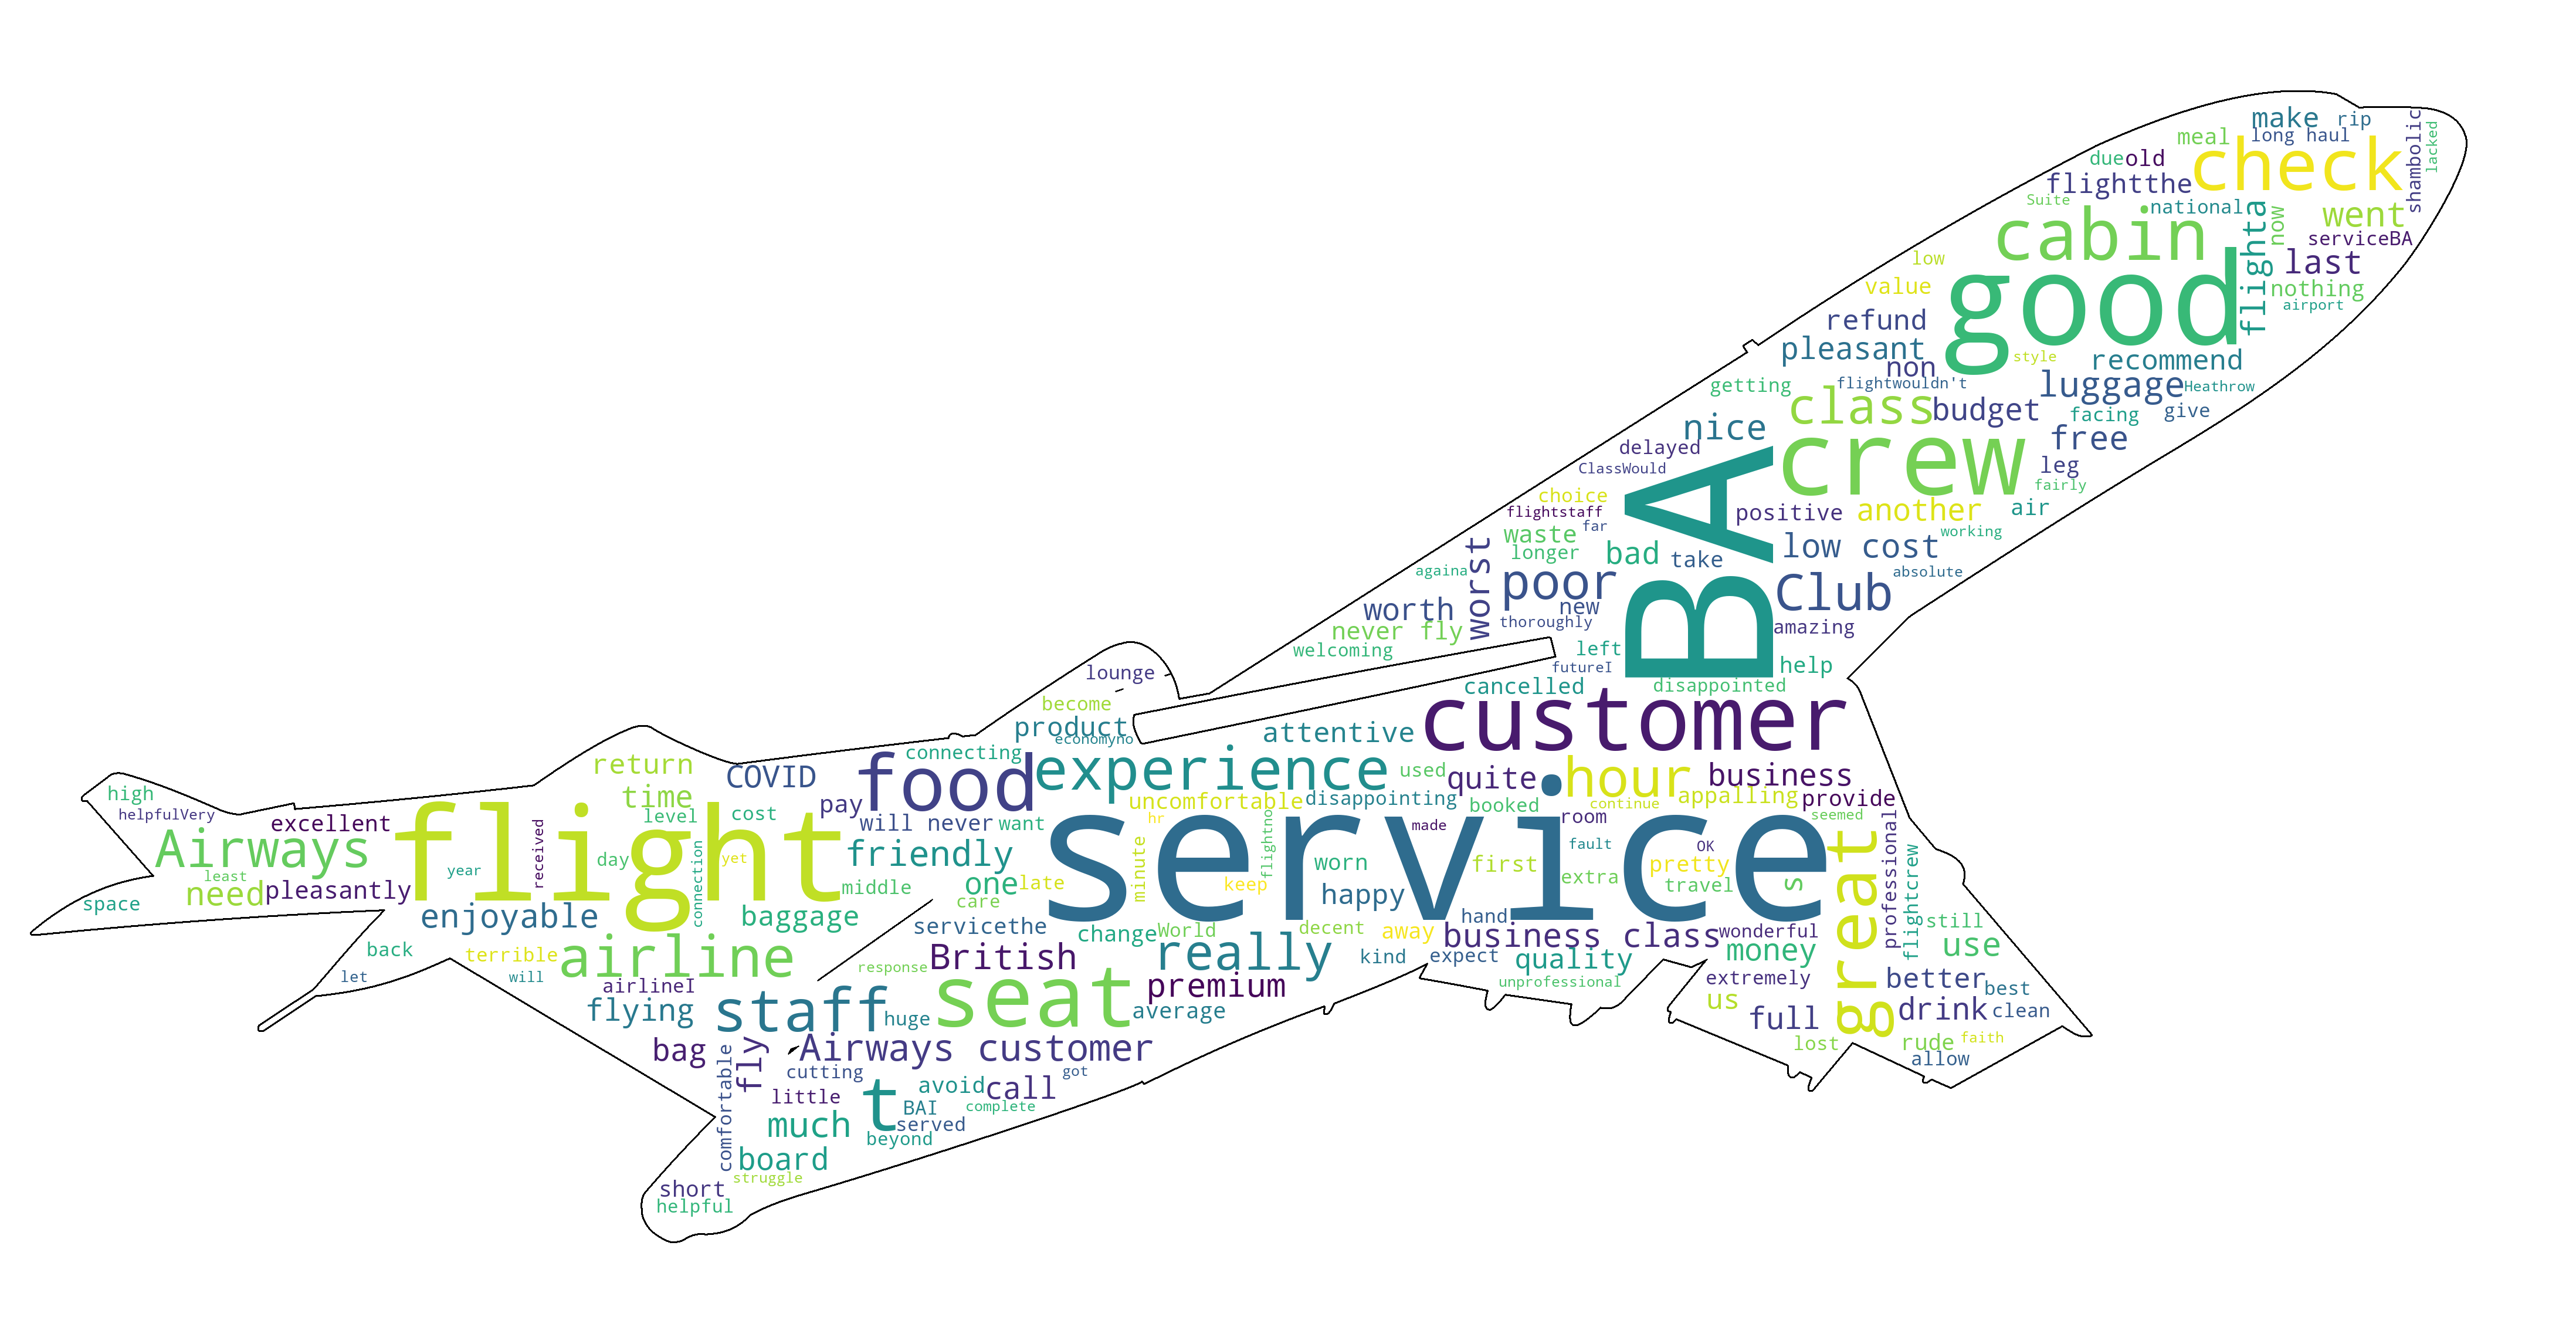 make
rip
meal
long haul
shambolic
lacked
due
old
check
flightthe
Suite
national
flighta
now
went
cabin
serviceBA
low
last
good
value
nothing
airport
refund
pleasant
style
recommend
non
getting
flightwouldn't
luggage
Heathrow
class
budget
facing
give
nice
free
delayed
crew
ClassWould
leg
fairly
choice
BA
flightstaff
positive
another
air
far
waste
working
worst
longer
bad
take
low cost
againa
poor
Club
absolute
worth
new
thoroughly
never fly
amazing
welcoming
left
help
futureI
lounge
cancelled
disappointed
become
customer
product
economyno
attentive
connecting
return
COVID
food
experience
used
quite
hour
business
high
time
pay
uncomfortable
disappointing
booked
continue
appalling
provide
helpfulVery
level
cost
will never
want
hr
room
seemed
excellent
flight
service
made
Airways
received
day
yet
friendly
minute
flightno
worn
first
fault
OK
pretty
great
professional
year
connection
least
need
pleasantly
middle
one
late
care
keep
happy
extra
travel
s
flightcrew
space
enjoyable
baggage
servicethe
change
World
decent
away
hand
business class
wonderful
still
back
terrible
airline
British
really
kind
expect
quality
money
use
let
will
response
airlineI
seat
premium
unprofessional
extremely
better
best
flying
staff
huge
average
us
full
drink
clean
bag
fly
Airways customer
lost
rude
faith
allow
comfortable
cutting
got
little
t
avoid
call
BAI
complete
much
served
beyond
board
struggle
short
helpful